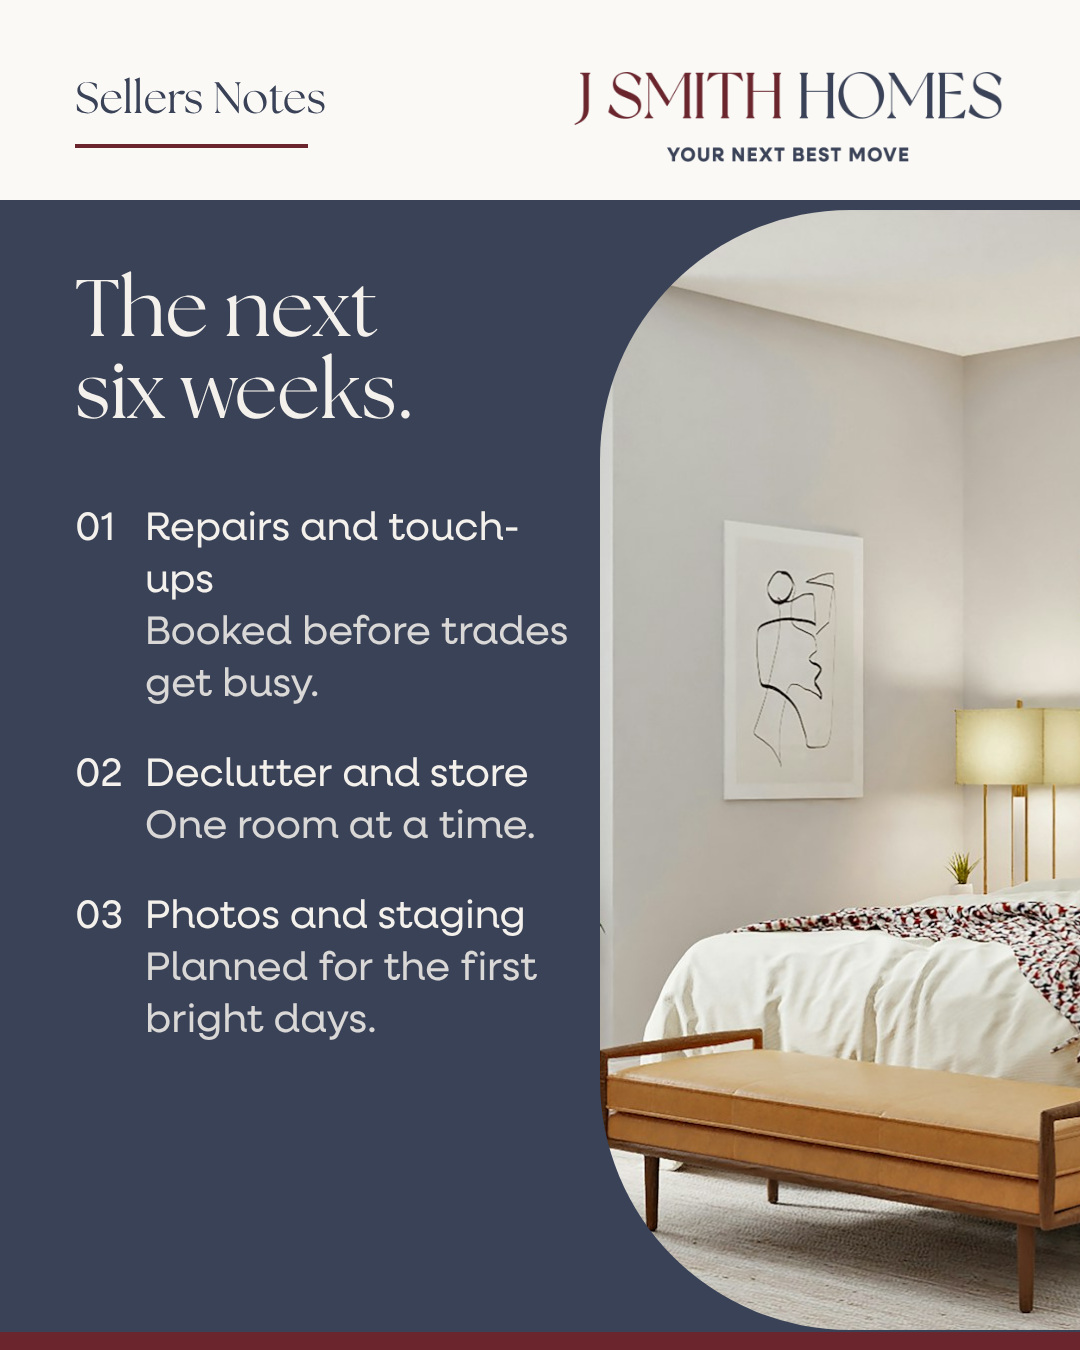 Sellers Notes
J SMITH HOMES
YOUR NEXT BEST MOVE
The next
six weeks.
01 Repairs and touch-
ups
Booked before trades
get busy.
02 Declutter and store
One room at a time.
03 Photos and staging
Planned for the first
bright days.